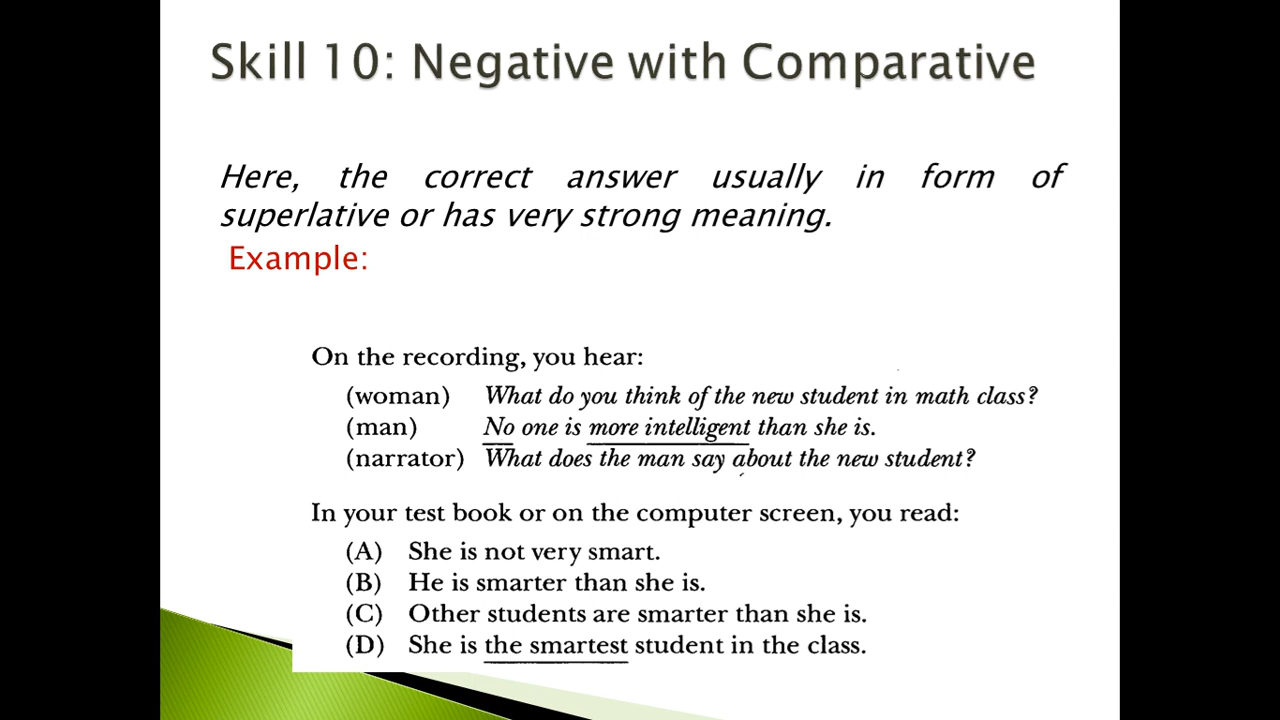 Skill 10: Negative with Comparative
Here, the correct answer usually in form of
superlative or has very strong meaning.
Example:
On the recording, you hear:
(woman) What do you think of the new student in math class?
(man) No one is more intelligent than she is.
(narrator) What does the man say about the new student?
In your test book or on the computer screen, you read:
(A) She is not very smart.
(B) He is smarter than she is.
(C) Other students are smarter than she is.
(D) She is the smartest student in the class.